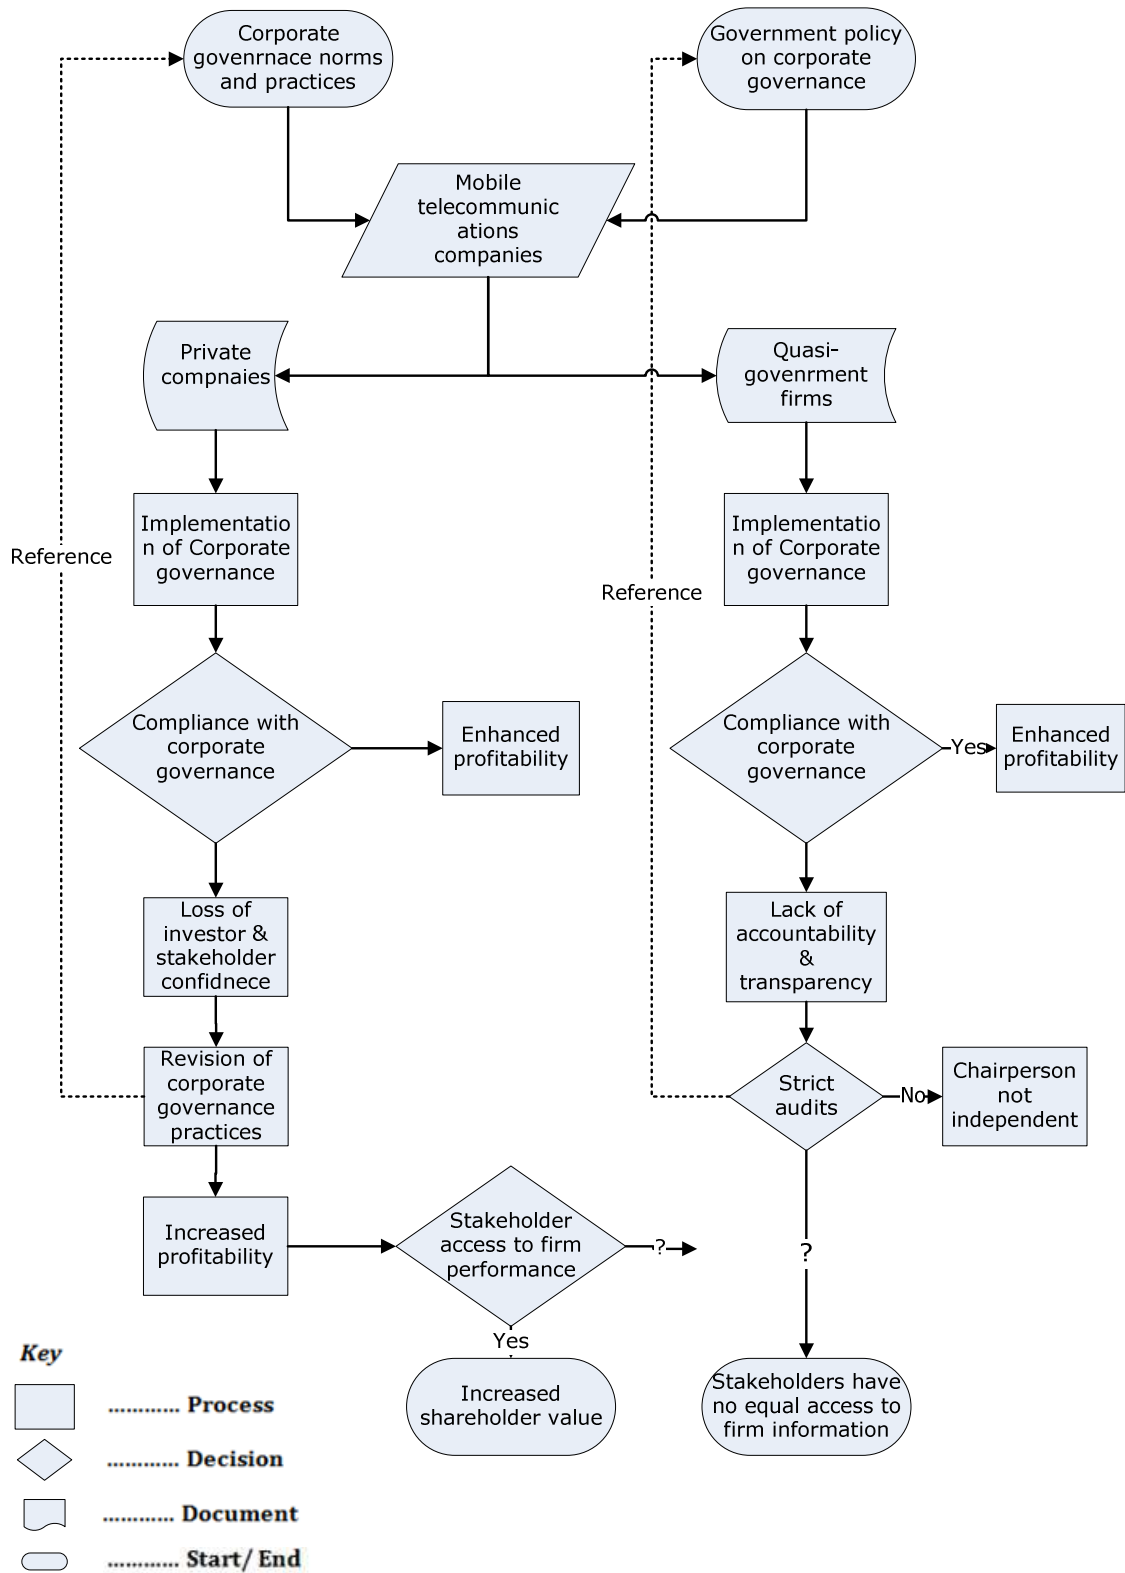 Corporate
govenrnace norms
and practices
Government policy
on corporate
governance
Mobile
telecommunic
ations
companies
Private
compnaies
Quasi-
govenrment
firms
Implementatio
n of Corporate
governance
Implementatio
n of Corporate
governance
Reference
Reference
Compliance with
corporate
governance
Enhanced
profitability
Compliance with
corporate
governance
Yes
Enhanced
profitability
Loss of
investor &
stakeholder
confidnece
Lack of
accountability
&
transparency
Revision of
corporate
governance
practices
Strict
audits
No
Chairperson
not
independent
Increased
profitability
Stakeholder
access to firm
performance
?
?
Yes
Increased
shareholder value
Stakeholders have
no equal access to
firm information
Key
............ Process
............ Decision
............ Document
............ Start/ End